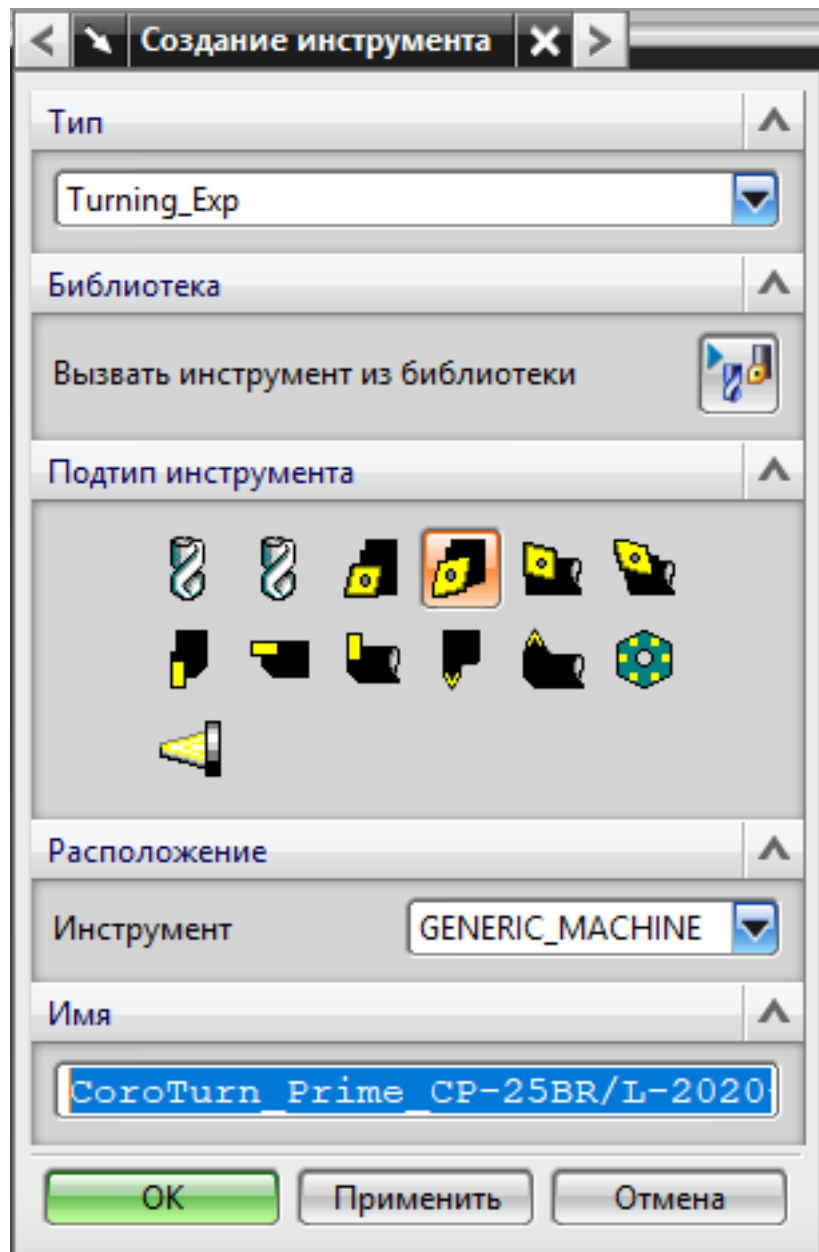 Создание инструмента
Тип
Turning_Exp
Библиотека
Вызвать инструмент из библиотеки
Подтип инструмента
Расположение
Инструмент GENERIC_MACHINE
Имя
CoroTurn_Prime_CP-25BR/L-2020-
OK Применить Отмена